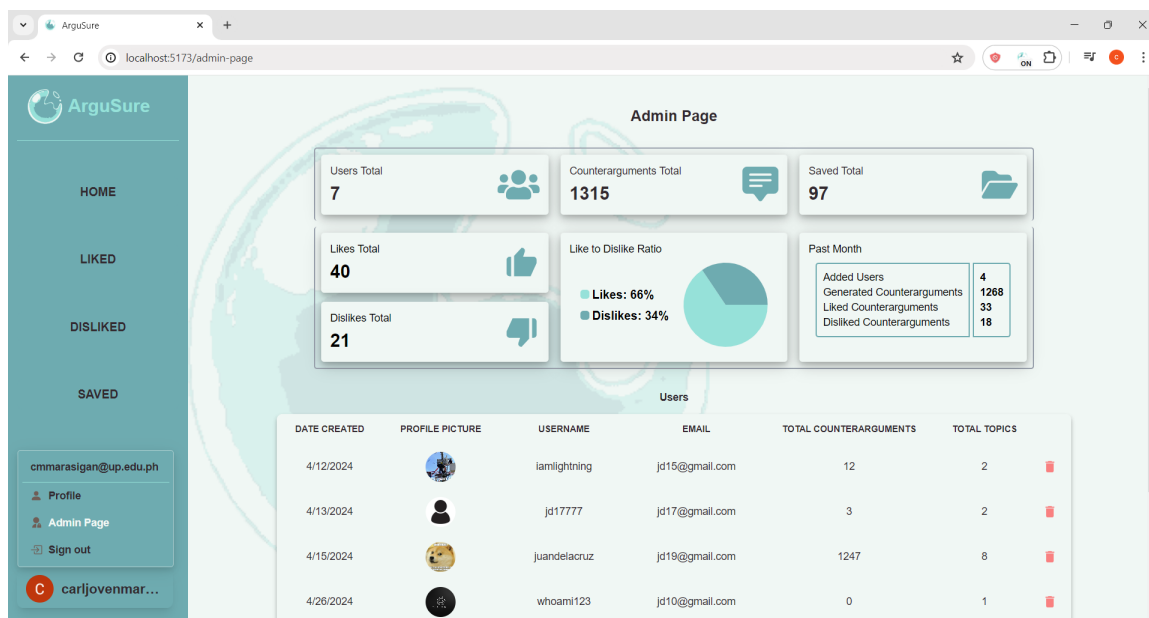 ArguSure
localhost:5173/admin-page
ON
C
ArguSure
HOME
LIKED
DISLIKED
SAVED
cmmarasigan@up.edu.ph
Profile
Admin Page
Sign out
C carljovenmar...
Admin Page
Users Total
7
Counterarguments Total
1315
Saved Total
97
Likes Total
40
Dislikes Total
21
Like to Dislike Ratio
Likes: 66%
Dislikes: 34%
Past Month
Added Users 4
Generated Counterarguments 1268
Liked Counterarguments 33
Disliked Counterarguments 18
Users
DATE CREATED PROFILE PICTURE USERNAME EMAIL TOTAL COUNTERARGUMENTS TOTAL TOPICS
4/12/2024 iamlightning jd15@gmail.com 12 2
4/13/2024 jd17777 jd17@gmail.com 3 2
4/15/2024 juandelacruz jd19@gmail.com 1247 8
4/26/2024 whoami123 jd10@gmail.com 0 1